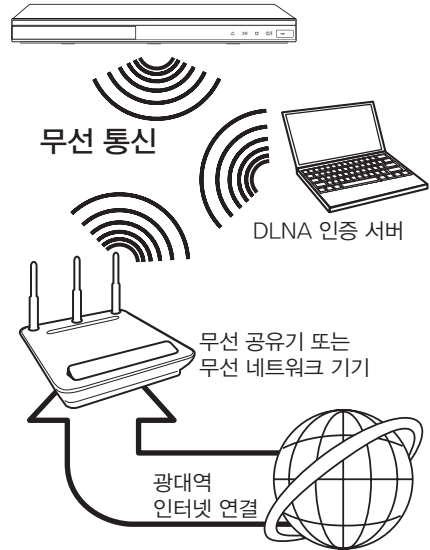 무선 통신
DLNA 인증 서버
무선 공유기 또는
무선 네트워크 기기
광대역
인터넷 연결